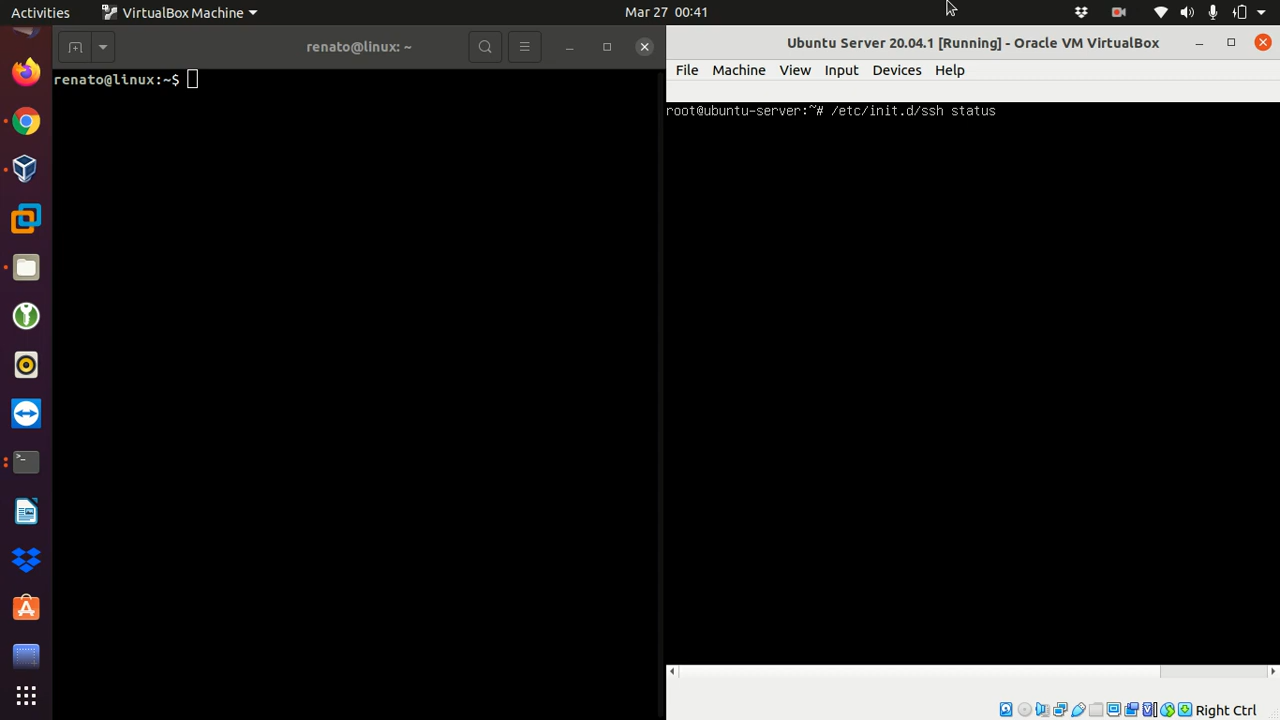 Activities
VirtualBox Machine
Mar 27 00:41
renato@linux: ~
renato@linux:~$
Ubuntu Server 20.04.1 [Running] - Oracle VM VirtualBox
File Machine View Input Devices Help
root@ubuntu-server:~# /etc/init.d/ssh status
Right Ctrl